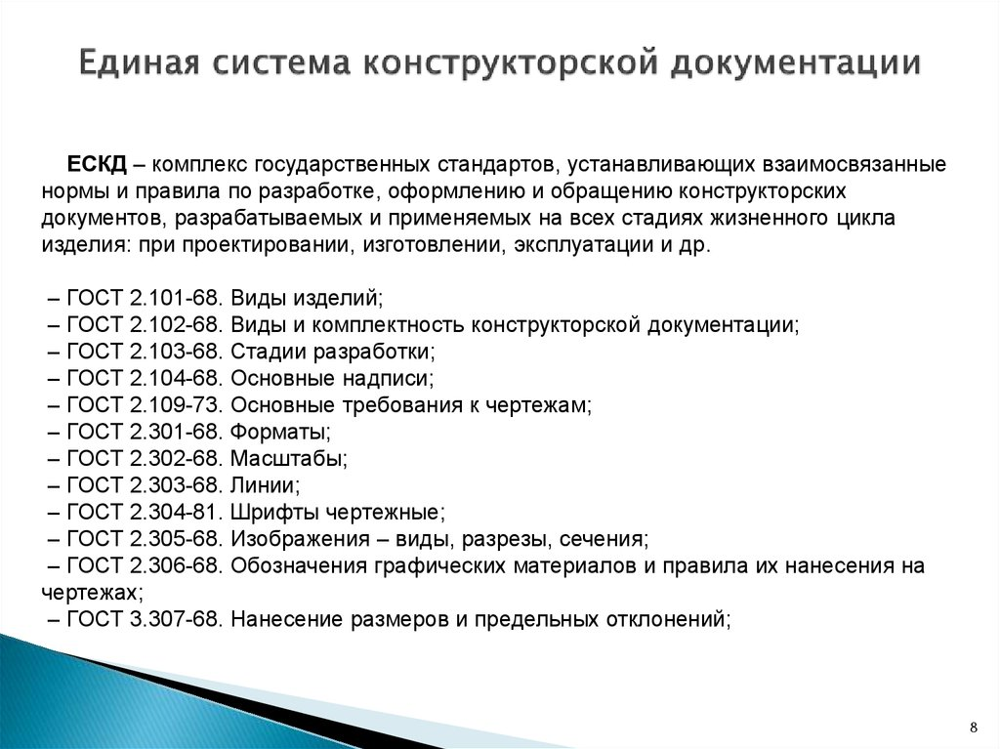 Единая система конструкторской документации
ЕСКД – комплекс государственных стандартов, устанавливающих взаимосвязанные
нормы и правила по разработке, оформлению и обращению конструкторских
документов, разрабатываемых и применяемых на всех стадиях жизненного цикла
изделия: при проектировании, изготовлении, эксплуатации и др.
– ГОСТ 2.101-68. Виды изделий;
– ГОСТ 2.102-68. Виды и комплектность конструкторской документации;
– ГОСТ 2.103-68. Стадии разработки;
– ГОСТ 2.104-68. Основные надписи;
– ГОСТ 2.109-73. Основные требования к чертежам;
– ГОСТ 2.301-68. Форматы;
– ГОСТ 2.302-68. Масштабы;
– ГОСТ 2.303-68. Линии;
– ГОСТ 2.304-81. Шрифты чертежные;
– ГОСТ 2.305-68. Изображения – виды, разрезы, сечения;
– ГОСТ 2.306-68. Обозначения графических материалов и правила их нанесения на
чертежах;
– ГОСТ 3.307-68. Нанесение размеров и предельных отклонений;
8